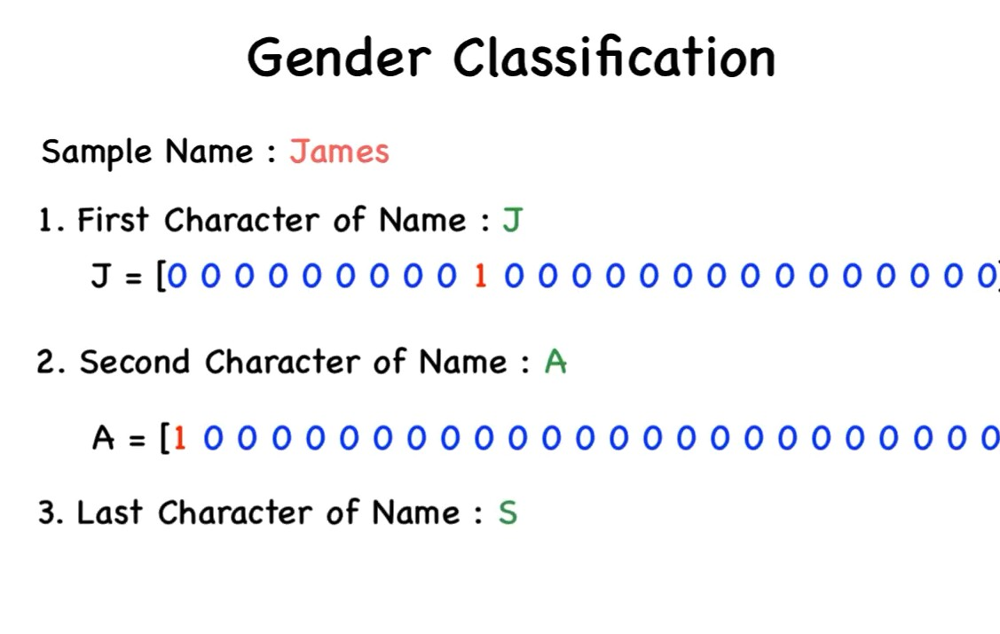 Gender Classification
Sample Name : James
1. First Character of Name : J
J = [0 0 0 0 0 0 0 0 0 1 0 0 0 0 0 0 0 0 0 0 0 0 0 0 0]
2. Second Character of Name : A
A = [1 0 0 0 0 0 0 0 0 0 0 0 0 0 0 0 0 0 0 0 0 0 0 0 0
3. Last Character of Name : S